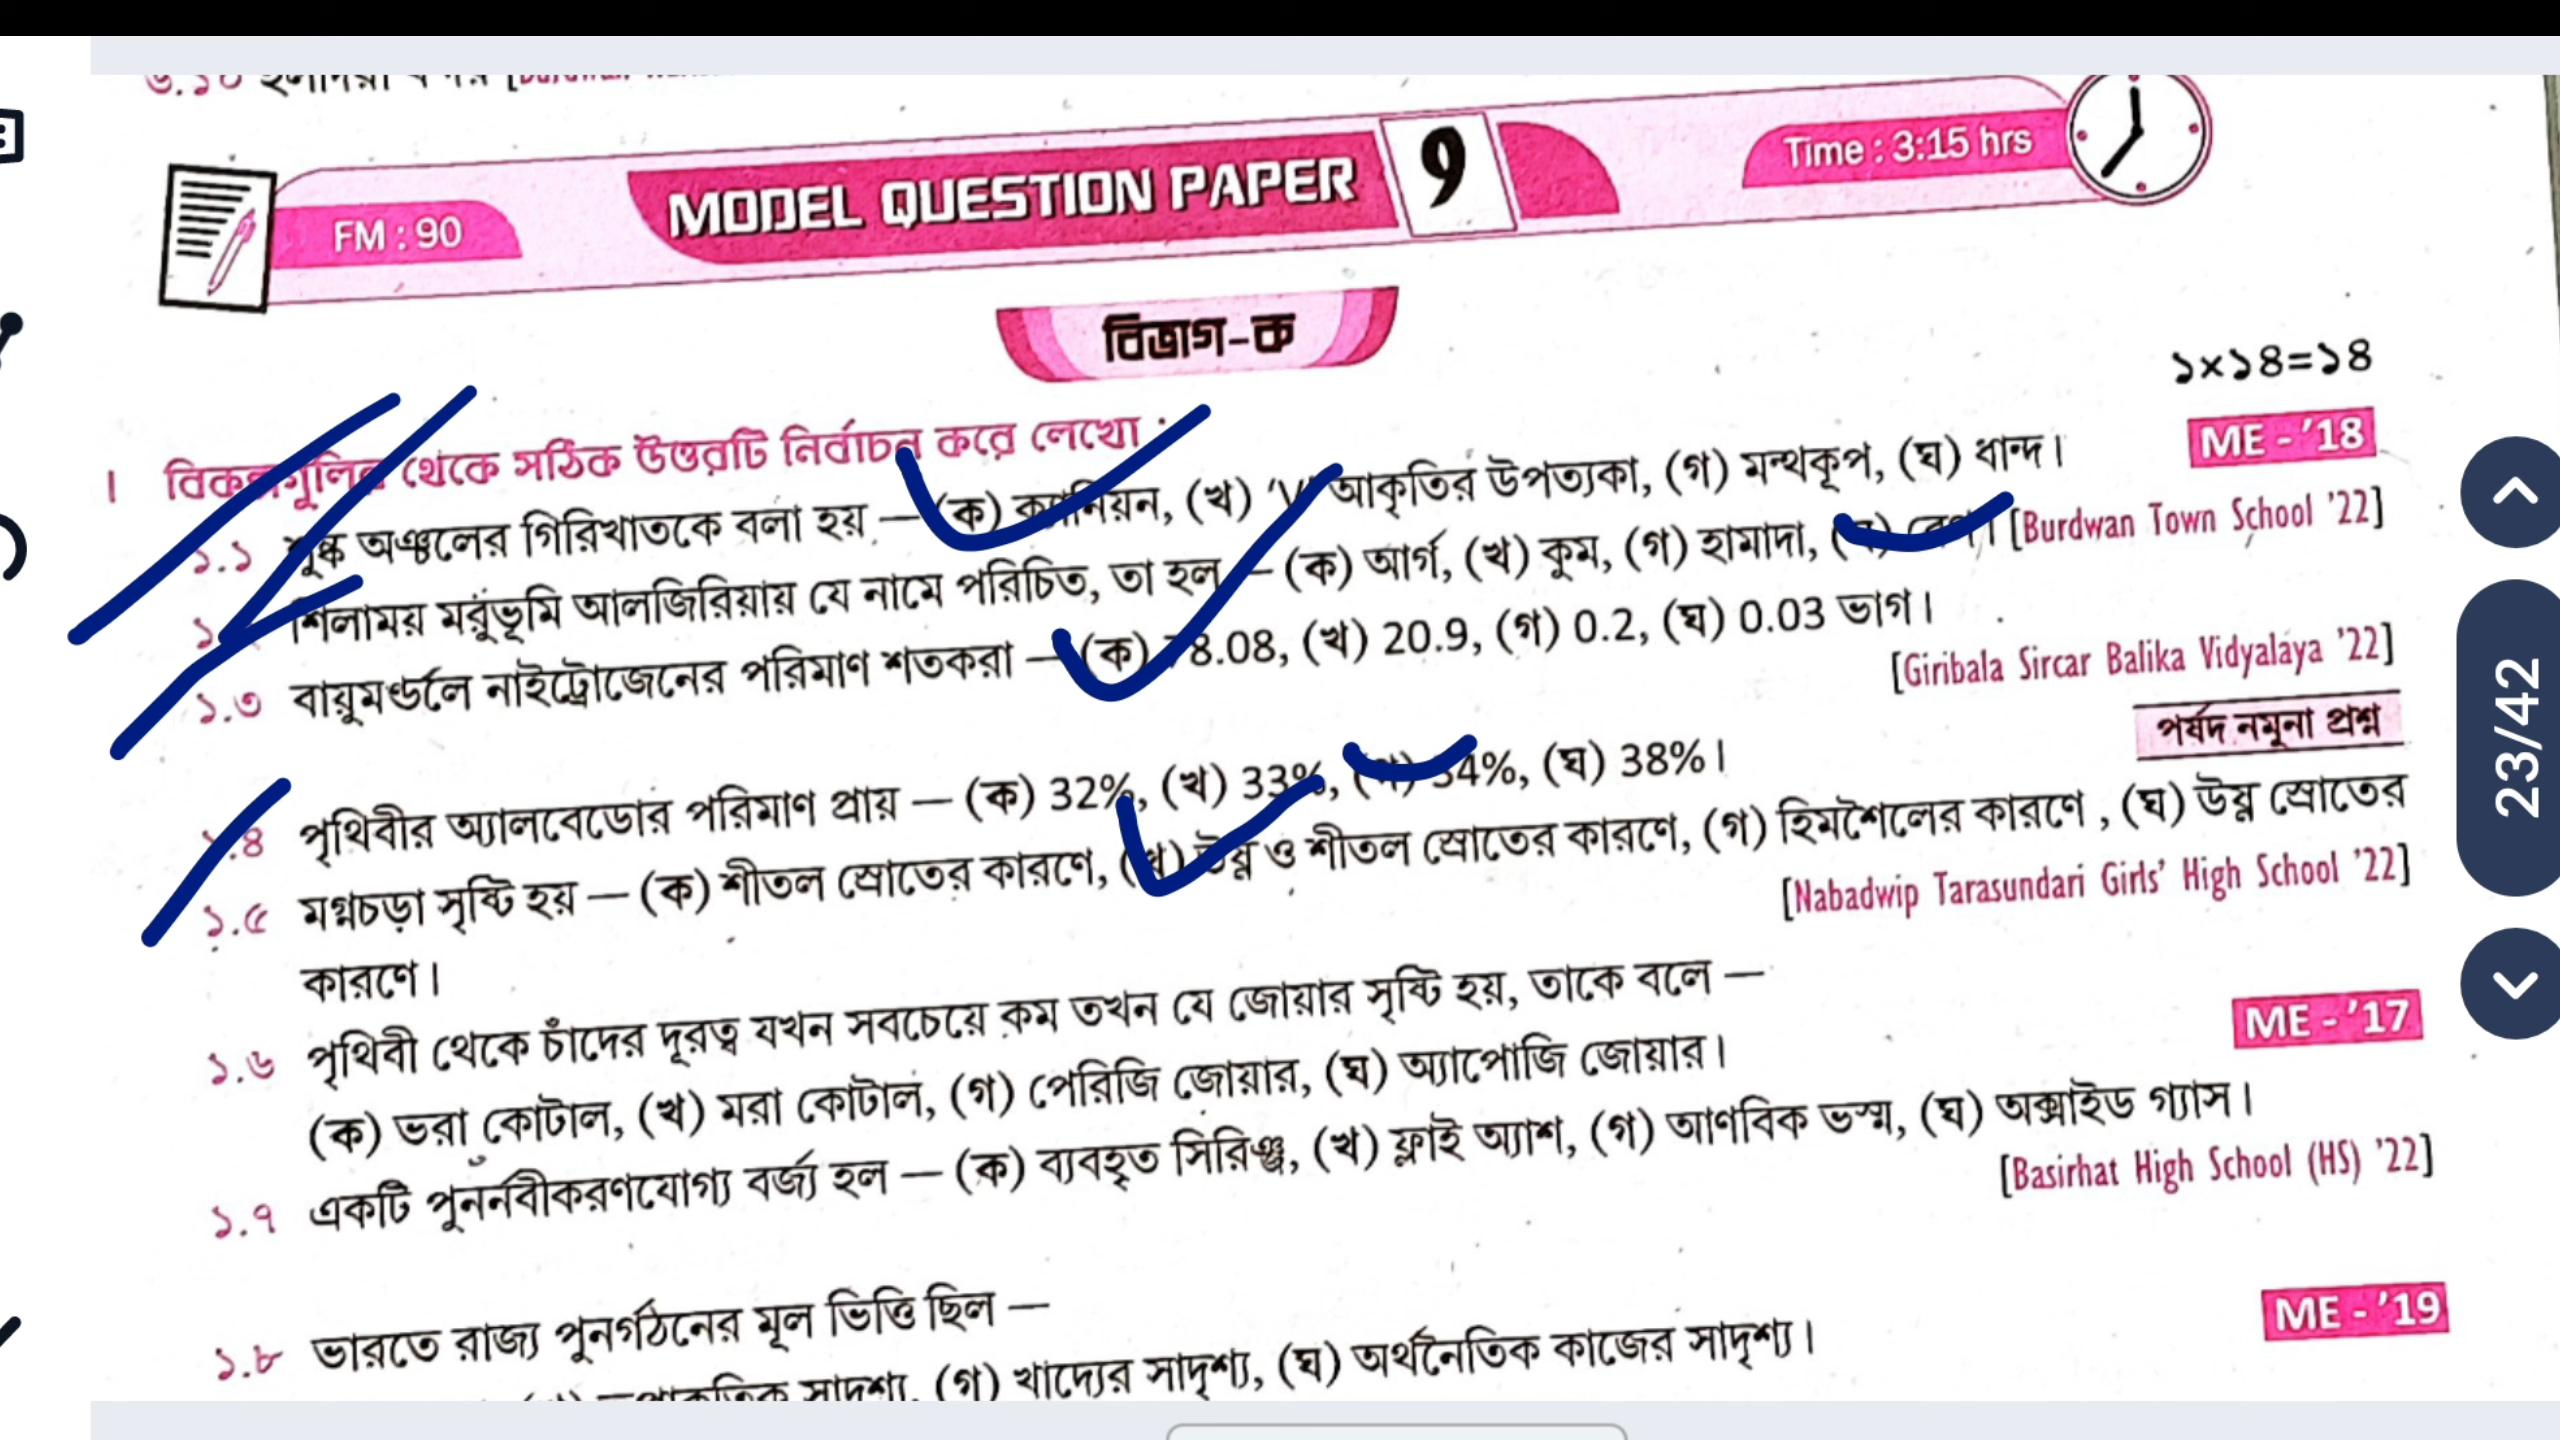 ৬.১০
FM : 90
MODEL QUESTION PAPER
9
Time : 3:15 hrs
বিভাগ-ক
১×১৪=১৪
। বিকল্পগুলির থেকে সঠিক উত্তরটি নির্বাচন করে লেখো :
ME - ’18
১.১ শুষ্ক অঞ্চলের গিরিখাতকে বলা হয় — (ক) ক্যানিয়ন, (খ) ‘V’ আকৃতির উপত্যকা, (গ) মন্থকূপ, (ঘ) ধান্দ।
শিলাময় মরুভূমি আলজিরিয়ায় যে নামে পরিচিত, তা হল — (ক) আর্গ, (খ) কুম, (গ) হামাদা, [Burdwan Town School ’22]
১.৩ বায়ুমণ্ডলে নাইট্রোজেনের পরিমাণ শতকরা — (ক) 78.08, (খ) 20.9, (গ) 0.2, (ঘ) 0.03 ভাগ।
[Giribala Sircar Balika Vidyalaya ’22]
পর্ষদ নমুনা প্রশ্ন
১.৪ পৃথিবীর অ্যালবেডোর পরিমাণ প্রায় — (ক) 32%, (খ) 33%, (গ) 34%, (ঘ) 38%।
১.৫ মগ্নচড়া সৃষ্টি হয় — (ক) শীতল স্রোতের কারণে, (খ) উষ্ণ ও শীতল স্রোতের কারণে, (গ) হিমশৈলের কারণে , (ঘ) উষ্ণ স্রোতের
কারণে।
[Nabadwip Tarasundari Girls’ High School ’22]
১.৬ পৃথিবী থেকে চাঁদের দূরত্ব যখন সবচেয়ে কম তখন যে জোয়ার সৃষ্টি হয়, তাকে বলে —
(ক) ভরা কোটাল, (খ) মরা কোটাল, (গ) পেরিজি জোয়ার, (ঘ) অ্যাপোজি জোয়ার।
ME - ’17
১.৭ একটি পুনর্নবীকরণযোগ্য বর্জ্য হল — (ক) ব্যবহৃত সিরিঞ্জ, (খ) ফ্লাই অ্যাশ, (গ) আণবিক ভস্ম, (ঘ) অক্সাইড গ্যাস।
[Basirhat High School (HS) ’22]
১.৮ ভারতে রাজ্য পুনর্গঠনের মূল ভিত্তি ছিল —
সাদৃশ্য, (গ) খাদ্যের সাদৃশ্য, (ঘ) অর্থনৈতিক কাজের সাদৃশ্য।
ME - ’19
23/42